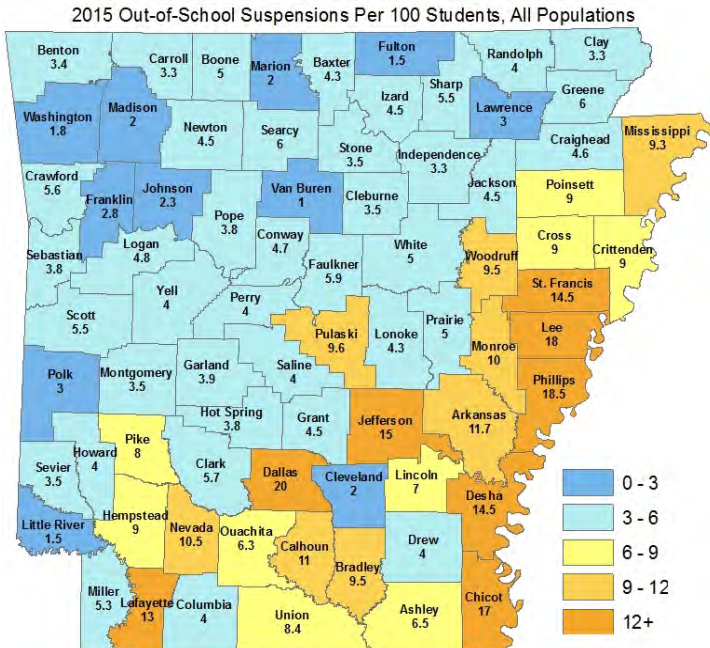 2015 Out-of-School Suspensions Per 100 Students, All Populations
Benton
3.4
Carroll
3.3
Boone
5
Marion
2
Baxter
4.3
Fulton
1.5
Randolph
4
Clay
3.3
Washington
1.8
Madison
2
Newton
4.5
Searcy
6
Stone
3.5
Izard
4.5
Sharp
5.5
Independence
3.3
Lawrence
3
Greene
6
Craighead
4.6
Mississippi
9.3
Crawford
5.6
Franklin
2.8
Johnson
2.3
Pope
3.8
Van Buren
1
Cleburne
3.5
Jackson
4.5
Poinsett
9
Sebastian
3.8
Logan
4.8
Conway
4.7
Faulkner
5.9
White
5
Woodruff
9.5
Cross
9
Crittenden
9
Scott
5.5
Yell
4
Perry
4
Pulaski
9.6
Lonoke
4.3
Prairie
5
Monroe
10
St. Francis
14.5
Lee
18
Phillips
18.5
Polk
3
Montgomery
3.5
Garland
3.9
Saline
4
Hot Spring
3.8
Grant
4.5
Jefferson
15
Arkansas
11.7
Sevier
3.5
Howard
4
Pike
8
Clark
5.7
Dallas
20
Cleveland
2
Lincoln
7
Desha
14.5
Little River
1.5
Hempstead
9
Nevada
10.5
Ouachita
6.3
Calhoun
11
Bradley
9.5
Drew
4
Miller
5.3
Lafayette
13
Columbia
4
Union
8.4
Ashley
6.5
Chicot
17
0 - 3
3 - 6
6 - 9
9 - 12
12+